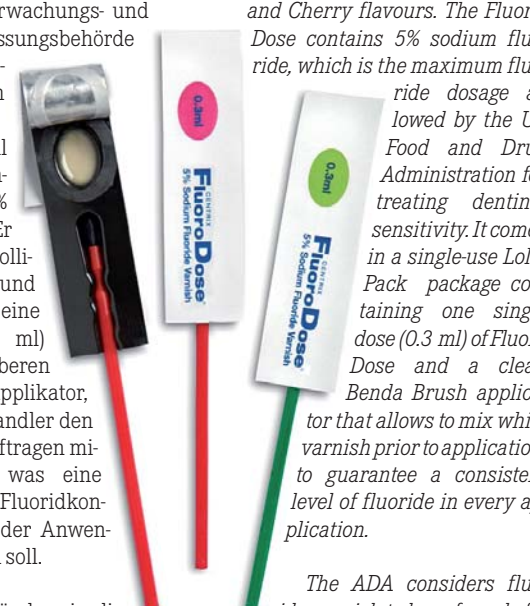 erwachungs- und
ssungsbehörde
%
Er
olli-
und
eine
ml)
beren
pplikator,
andler den
uftragen mi-
was eine
Fluoridkon-
der Anwen-
soll.
0.3ml
CENTRIX
FluoroDose®
5% Sodium Fluoride Varnish
0.3ml
CENTRIX
FluoroDose®
5% Sodium Fluoride Varnish
and Cherry flavours. The Fluor
Dose contains 5% sodium flu
ride, which is the maximum flu
ride dosage a
lowed by the U
Food and Dru
Administration fo
treating dentin
sensitivity. It come
in a single-use Lol
Pack package co
taining one sing
dose (0.3 ml) of Fluor
Dose and a clea
Benda Brush applic
tor that allows to mix whi
varnish prior to applicatio
to guarantee a consiste
level of fluoride in every a
plication.
The ADA considers flu